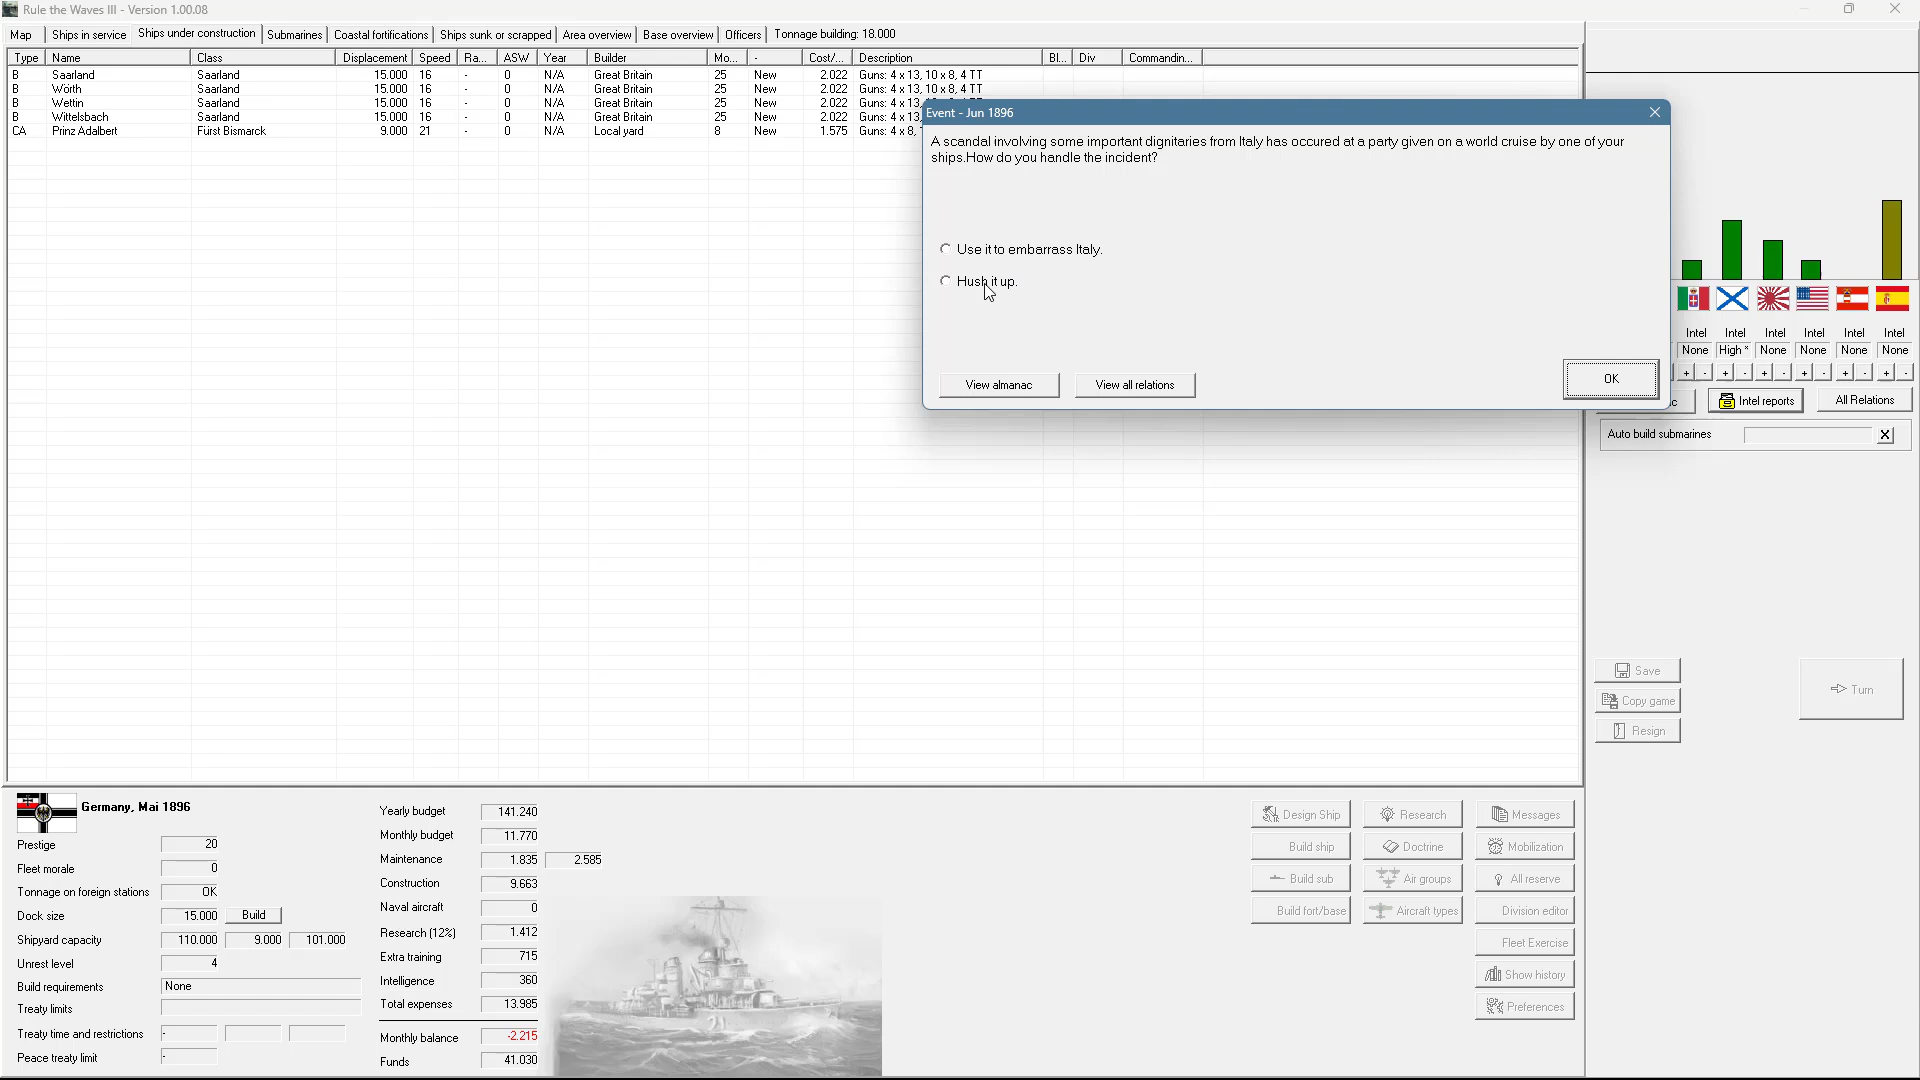 Rule the Waves III - Version 1.00.08
Map Ships in service Ships under construction Submarines Coastal fortifications Ships sunk or scrapped Area overview Base overview Officers Tonnage building: 18.000
Type Name Class Displacement Speed Ra... ASW Year Builder Mo... - Cost/... Description Bl... Div Commandin...
B Saarland Saarland 15.000 16 - 0 N/A Great Britain 25 New 2.022 Guns: 4 x 13, 10 x 8, 4 TT
B Wörth Saarland 15.000 16 - 0 N/A Great Britain 25 New 2.022 Guns: 4 x 13, 10 x 8, 4 TT
B Wettin Saarland 15.000 16 - 0 N/A Great Britain 25 New 2.022 Guns: 4 x 13,
B Wittelsbach Saarland 15.000 16 - 0 N/A Great Britain 25 New 2.022 Guns: 4 x 13,
CA Prinz Adalbert Fürst Bismarck 9.000 21 - 0 N/A Local yard 8 New 1.575 Guns: 4 x 8,
Event - Jun 1896
A scandal involving some important dignitaries from Italy has occured at a party given on a world cruise by one of your
ships.How do you handle the incident?
Use it to embarrass Italy.
Hush it up.
View almanac View all relations OK
Intel Intel Intel Intel Intel Intel
None High * None None None None
+ - + - + - + - + - + -
Intel reports All Relations
Auto build submarines X
Save
Copy game
Resign
Turn
Germany, Mai 1896
Prestige 20
Fleet morale 0
Tonnage on foreign stations OK
Dock size 15.000 Build
Shipyard capacity 110.000 9.000 101.000
Unrest level 4
Build requirements None
Treaty limits
Treaty time and restrictions -
Peace treaty limit -
Yearly budget 141.240
Monthly budget 11.770
Maintenance 1.835 2.585
Construction 9.663
Naval aircraft 0
Research (12%) 1.412
Extra training 715
Intelligence 360
Total expenses 13.985
Monthly balance -2.215
Funds 41.030
Design Ship Research Messages
Build ship Doctrine Mobilization
Build sub Air groups All reserve
Build fort/base Aircraft types Division editor
Fleet Exercise
Show history
Preferences